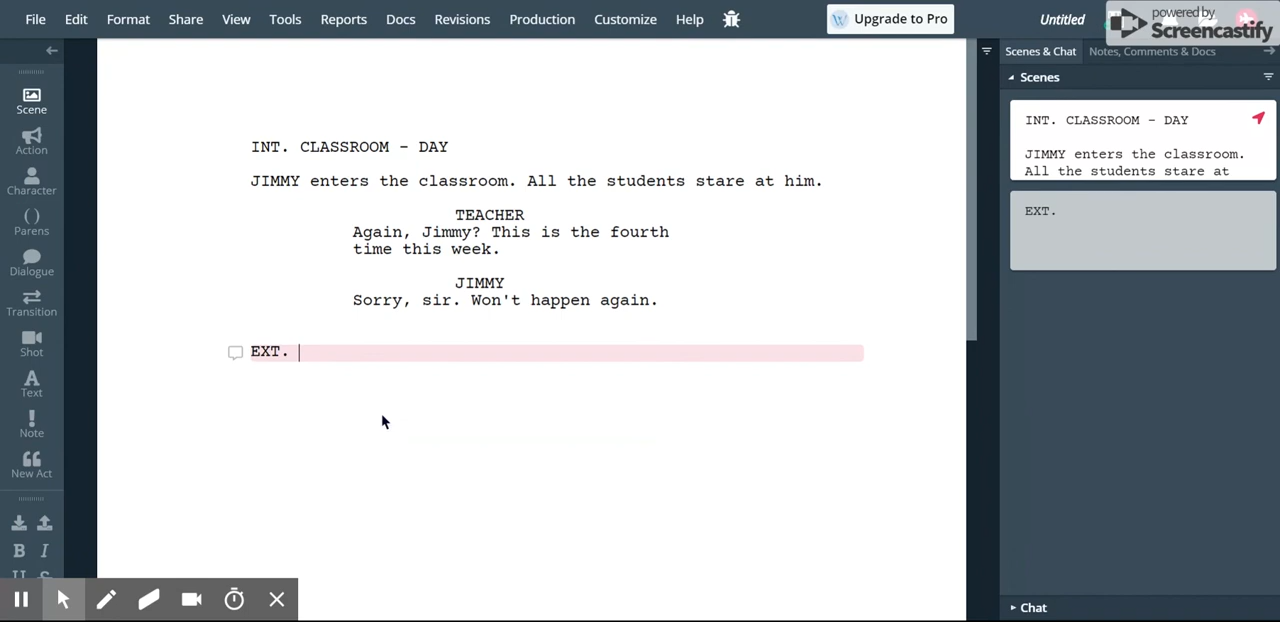 File Edit Format Share View Tools Reports Docs Revisions Production Customize Help Upgrade to Pro Untitled
powered by
Screencastify
Scenes & Chat Notes, Comments & Docs
Scenes
Scene
Action
Character
( )
Parens
Dialogue
Transition
Shot
A
Text
Note
New Act
B I
INT. CLASSROOM - DAY
JIMMY enters the classroom. All the students stare at him.
TEACHER
Again, Jimmy? This is the fourth
time this week.
JIMMY
Sorry, sir. Won't happen again.
EXT.
INT. CLASSROOM - DAY
JIMMY enters the classroom.
All the students stare at
EXT.
Chat